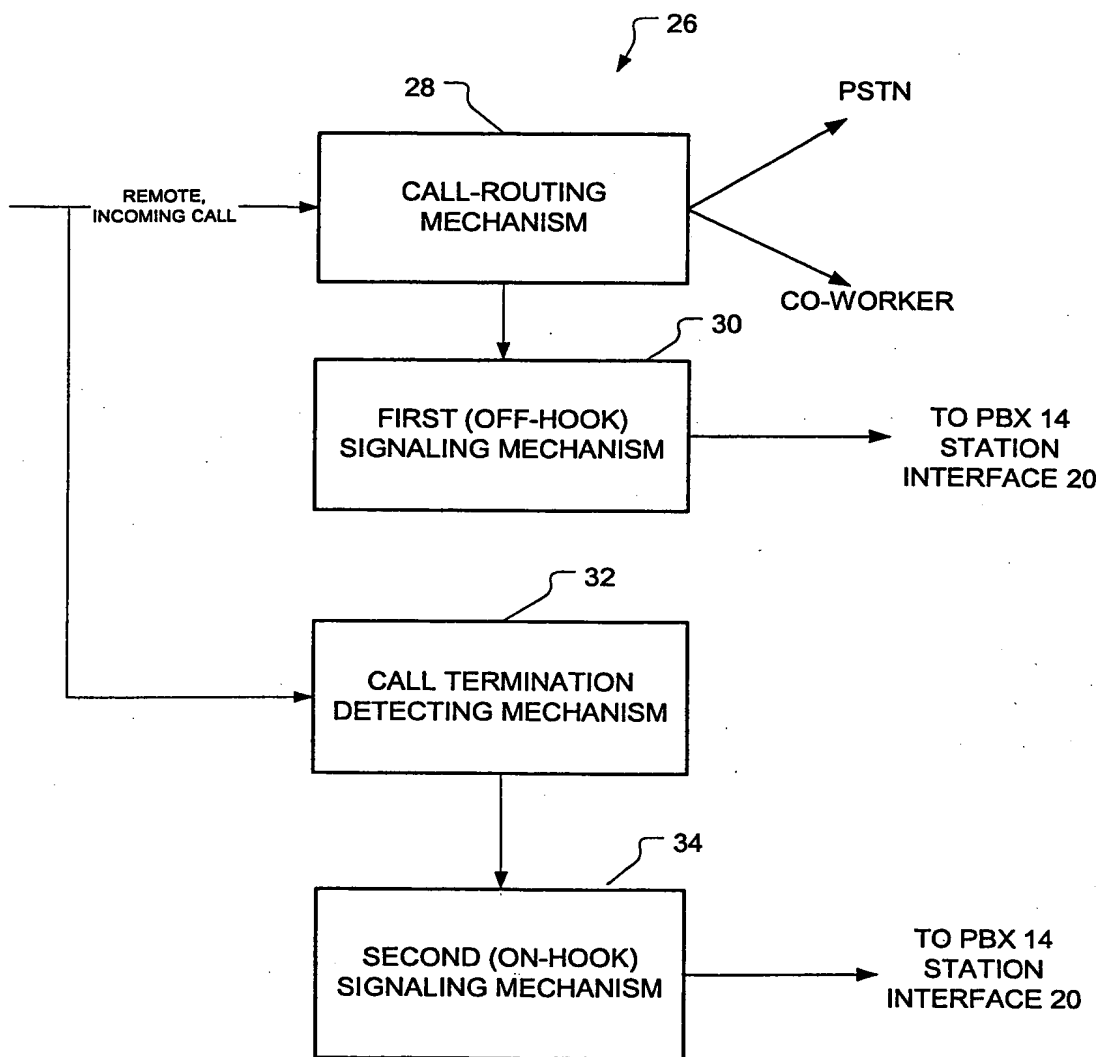 26
28
PSTN
CALL-ROUTING
MECHANISM
REMOTE,
INCOMING CALL
CO-WORKER
30
FIRST (OFF-HOOK)
SIGNALING MECHANISM
TO PBX 14
STATION
INTERFACE 20
32
CALL TERMINATION
DETECTING MECHANISM
34
SECOND (ON-HOOK)
SIGNALING MECHANISM
TO PBX 14
STATION
INTERFACE 20